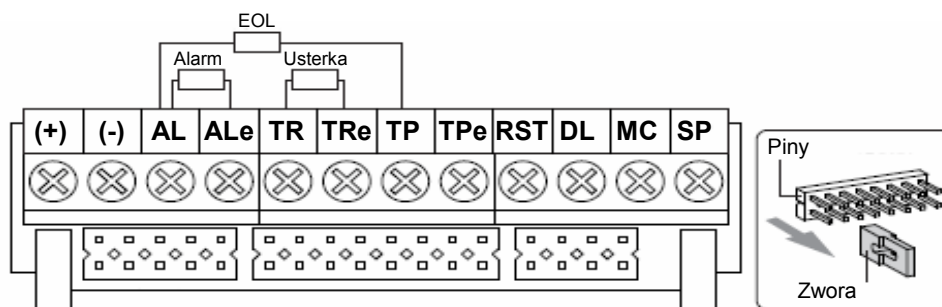 EOL
Alarm Usterka
(+) (-) AL ALe TR TRe TP TPe RST DL MC SP
Piny
Zwora